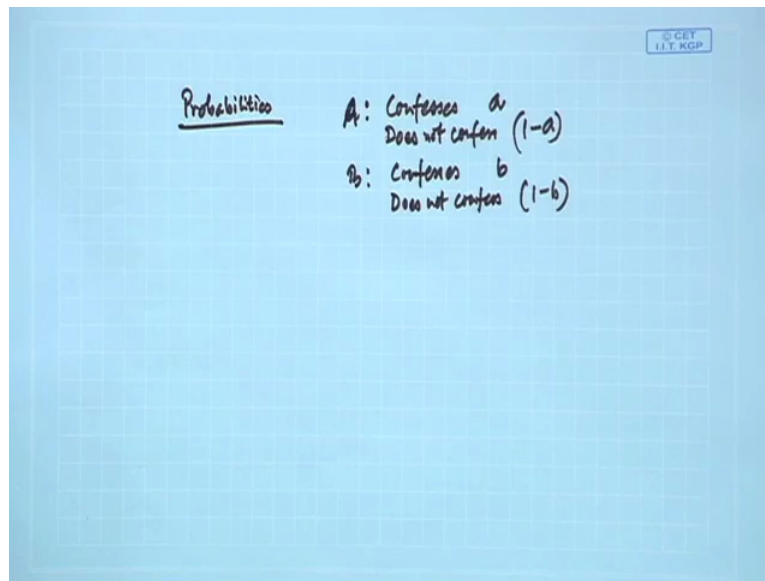 © CET
I.I.T. KGP
Probabilities A: Confesses a
Does not confess (1-a)
B: Confesses b
Does not confess (1-b)